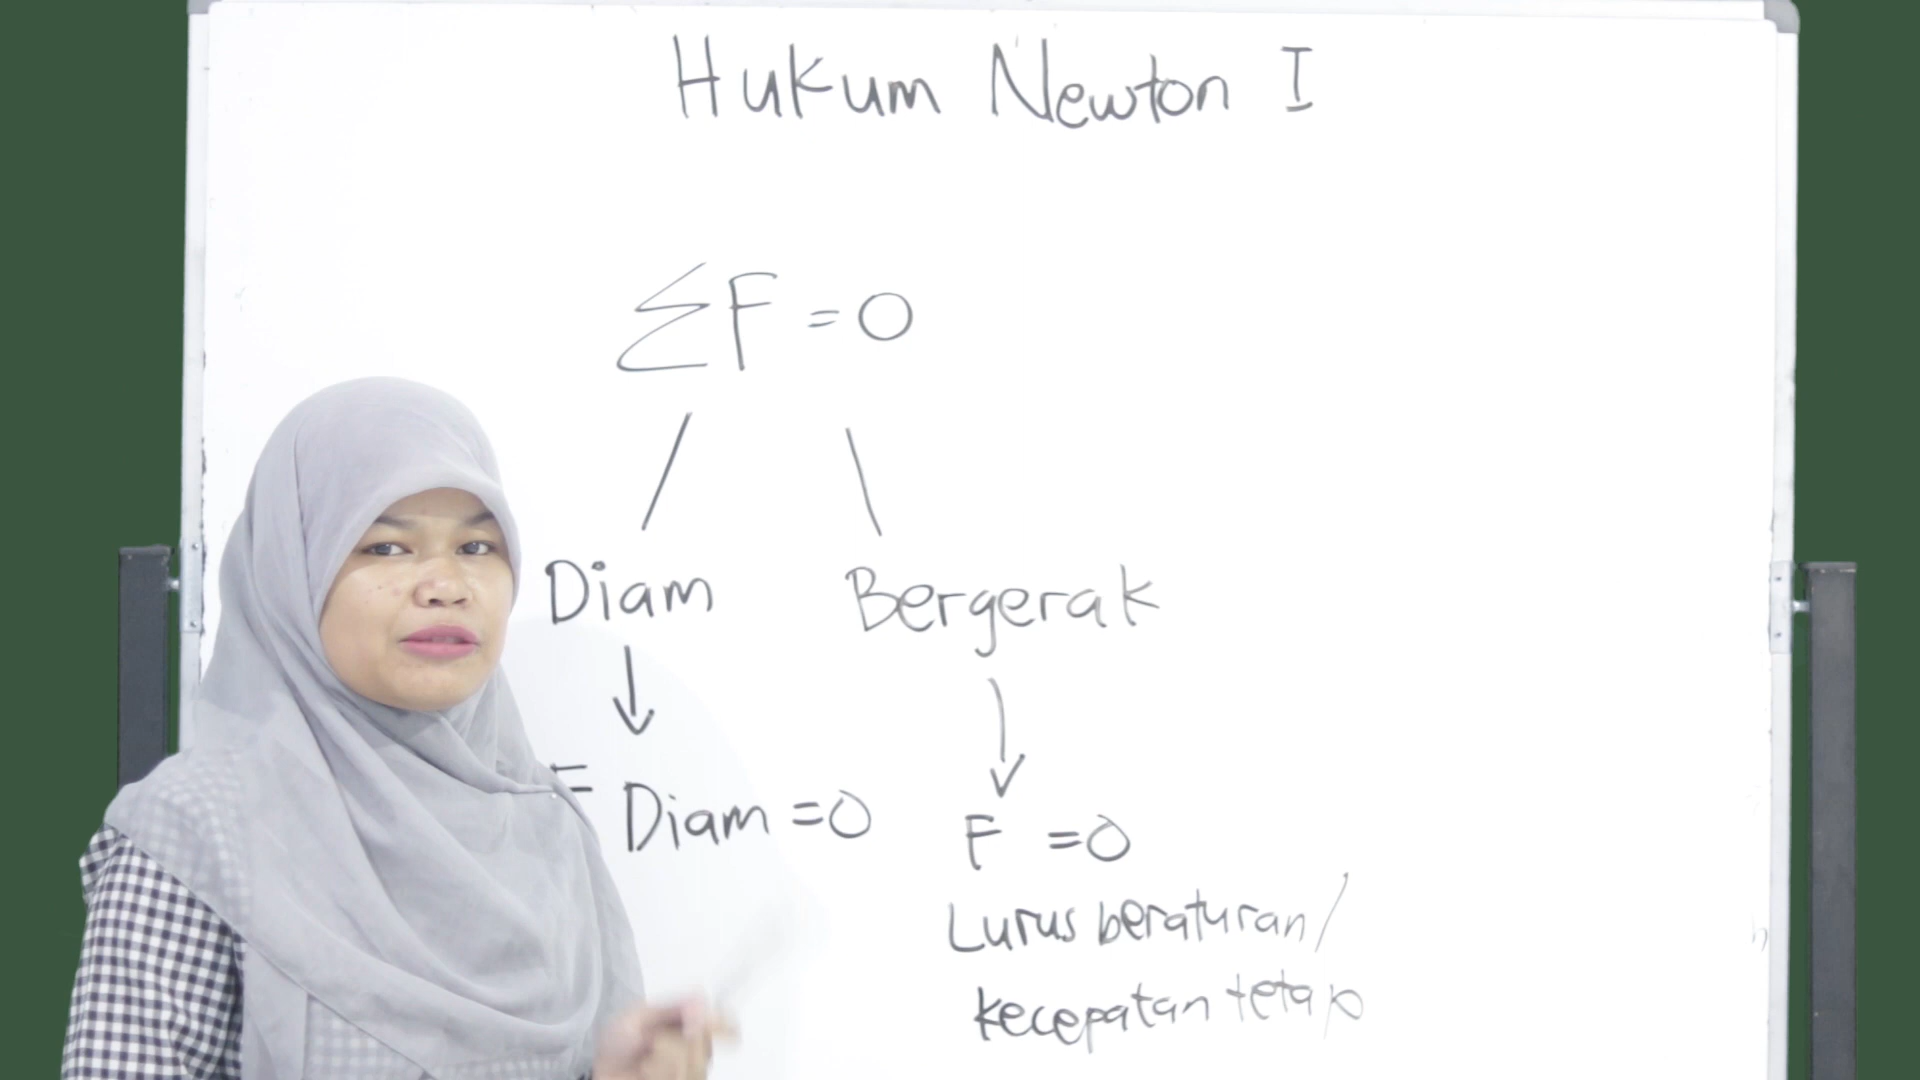 Hukum Newton I
ΣF = 0
Diam Bergerak
F Diam = 0
F = 0
Lurus beraturan/
kecepatan tetap